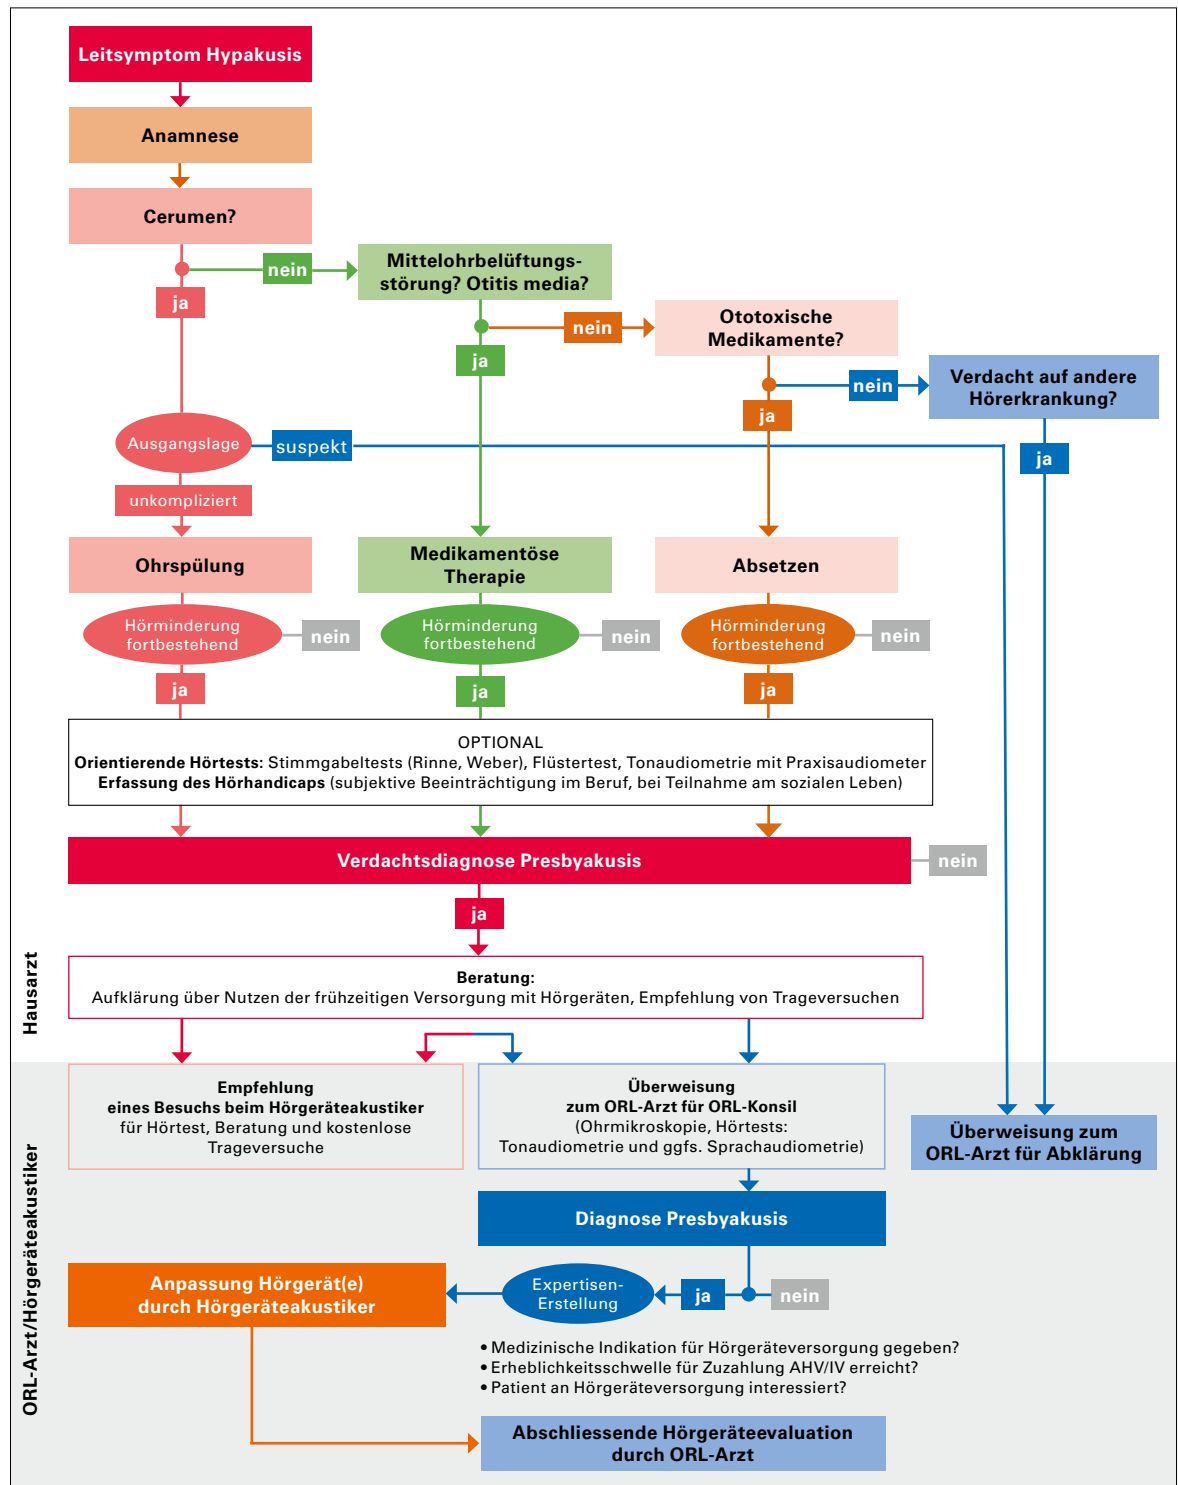 Leitsymptom Hypakusis
Anamnese
Cerumen?
nein
ja
Mittelohrbelüftungs-
störung? Otitis media?
nein
ja
Ototoxische
Medikamente?
nein
ja
Verdacht auf andere
Hörerkrankung?
ja
Ausgangslage
suspekt
unkompliziert
Ohrspülung
Medikamentöse
Therapie
Absetzen
Hörminderung
fortbestehend
nein
Hörminderung
fortbestehend
nein
Hörminderung
fortbestehend
nein
ja
ja
ja
OPTIONAL
Orientierende Hörtests: Stimmgabeltests (Rinne, Weber), Flüstertest, Tonaudiometrie mit Praxisaudiometer
Erfassung des Hörhandicaps (subjektive Beeinträchtigung im Beruf, bei Teilnahme am sozialen Leben)
Verdachtsdiagnose Presbyakusis
nein
ja
Beratung:
Aufklärung über Nutzen der frühzeitigen Versorgung mit Hörgeräten, Empfehlung von Trageversuchen
Hausarzt
Empfehlung
eines Besuchs beim Hörgeräteakustiker
für Hörtest, Beratung und kostenlose
Trageversuche
Überweisung
zum ORL-Arzt für ORL-Konsil
(Ohrmikroskopie, Hörtests:
Tonaudiometrie und ggfs. Sprachaudiometrie)
Überweisung zum
ORL-Arzt für Abklärung
Diagnose Presbyakusis
Anpassung Hörgerät(e)
durch Hörgeräteakustiker
Expertisen-
Erstellung
ja
nein
• Medizinische Indikation für Hörgeräteversorgung gegeben?
• Erheblichkeitsschwelle für Zuzahlung AHV/IV erreicht?
• Patient an Hörgeräteversorgung interessiert?
Abschliessende Hörgeräteevaluation
durch ORL-Arzt
ORL-Arzt/Hörgeräteakustiker